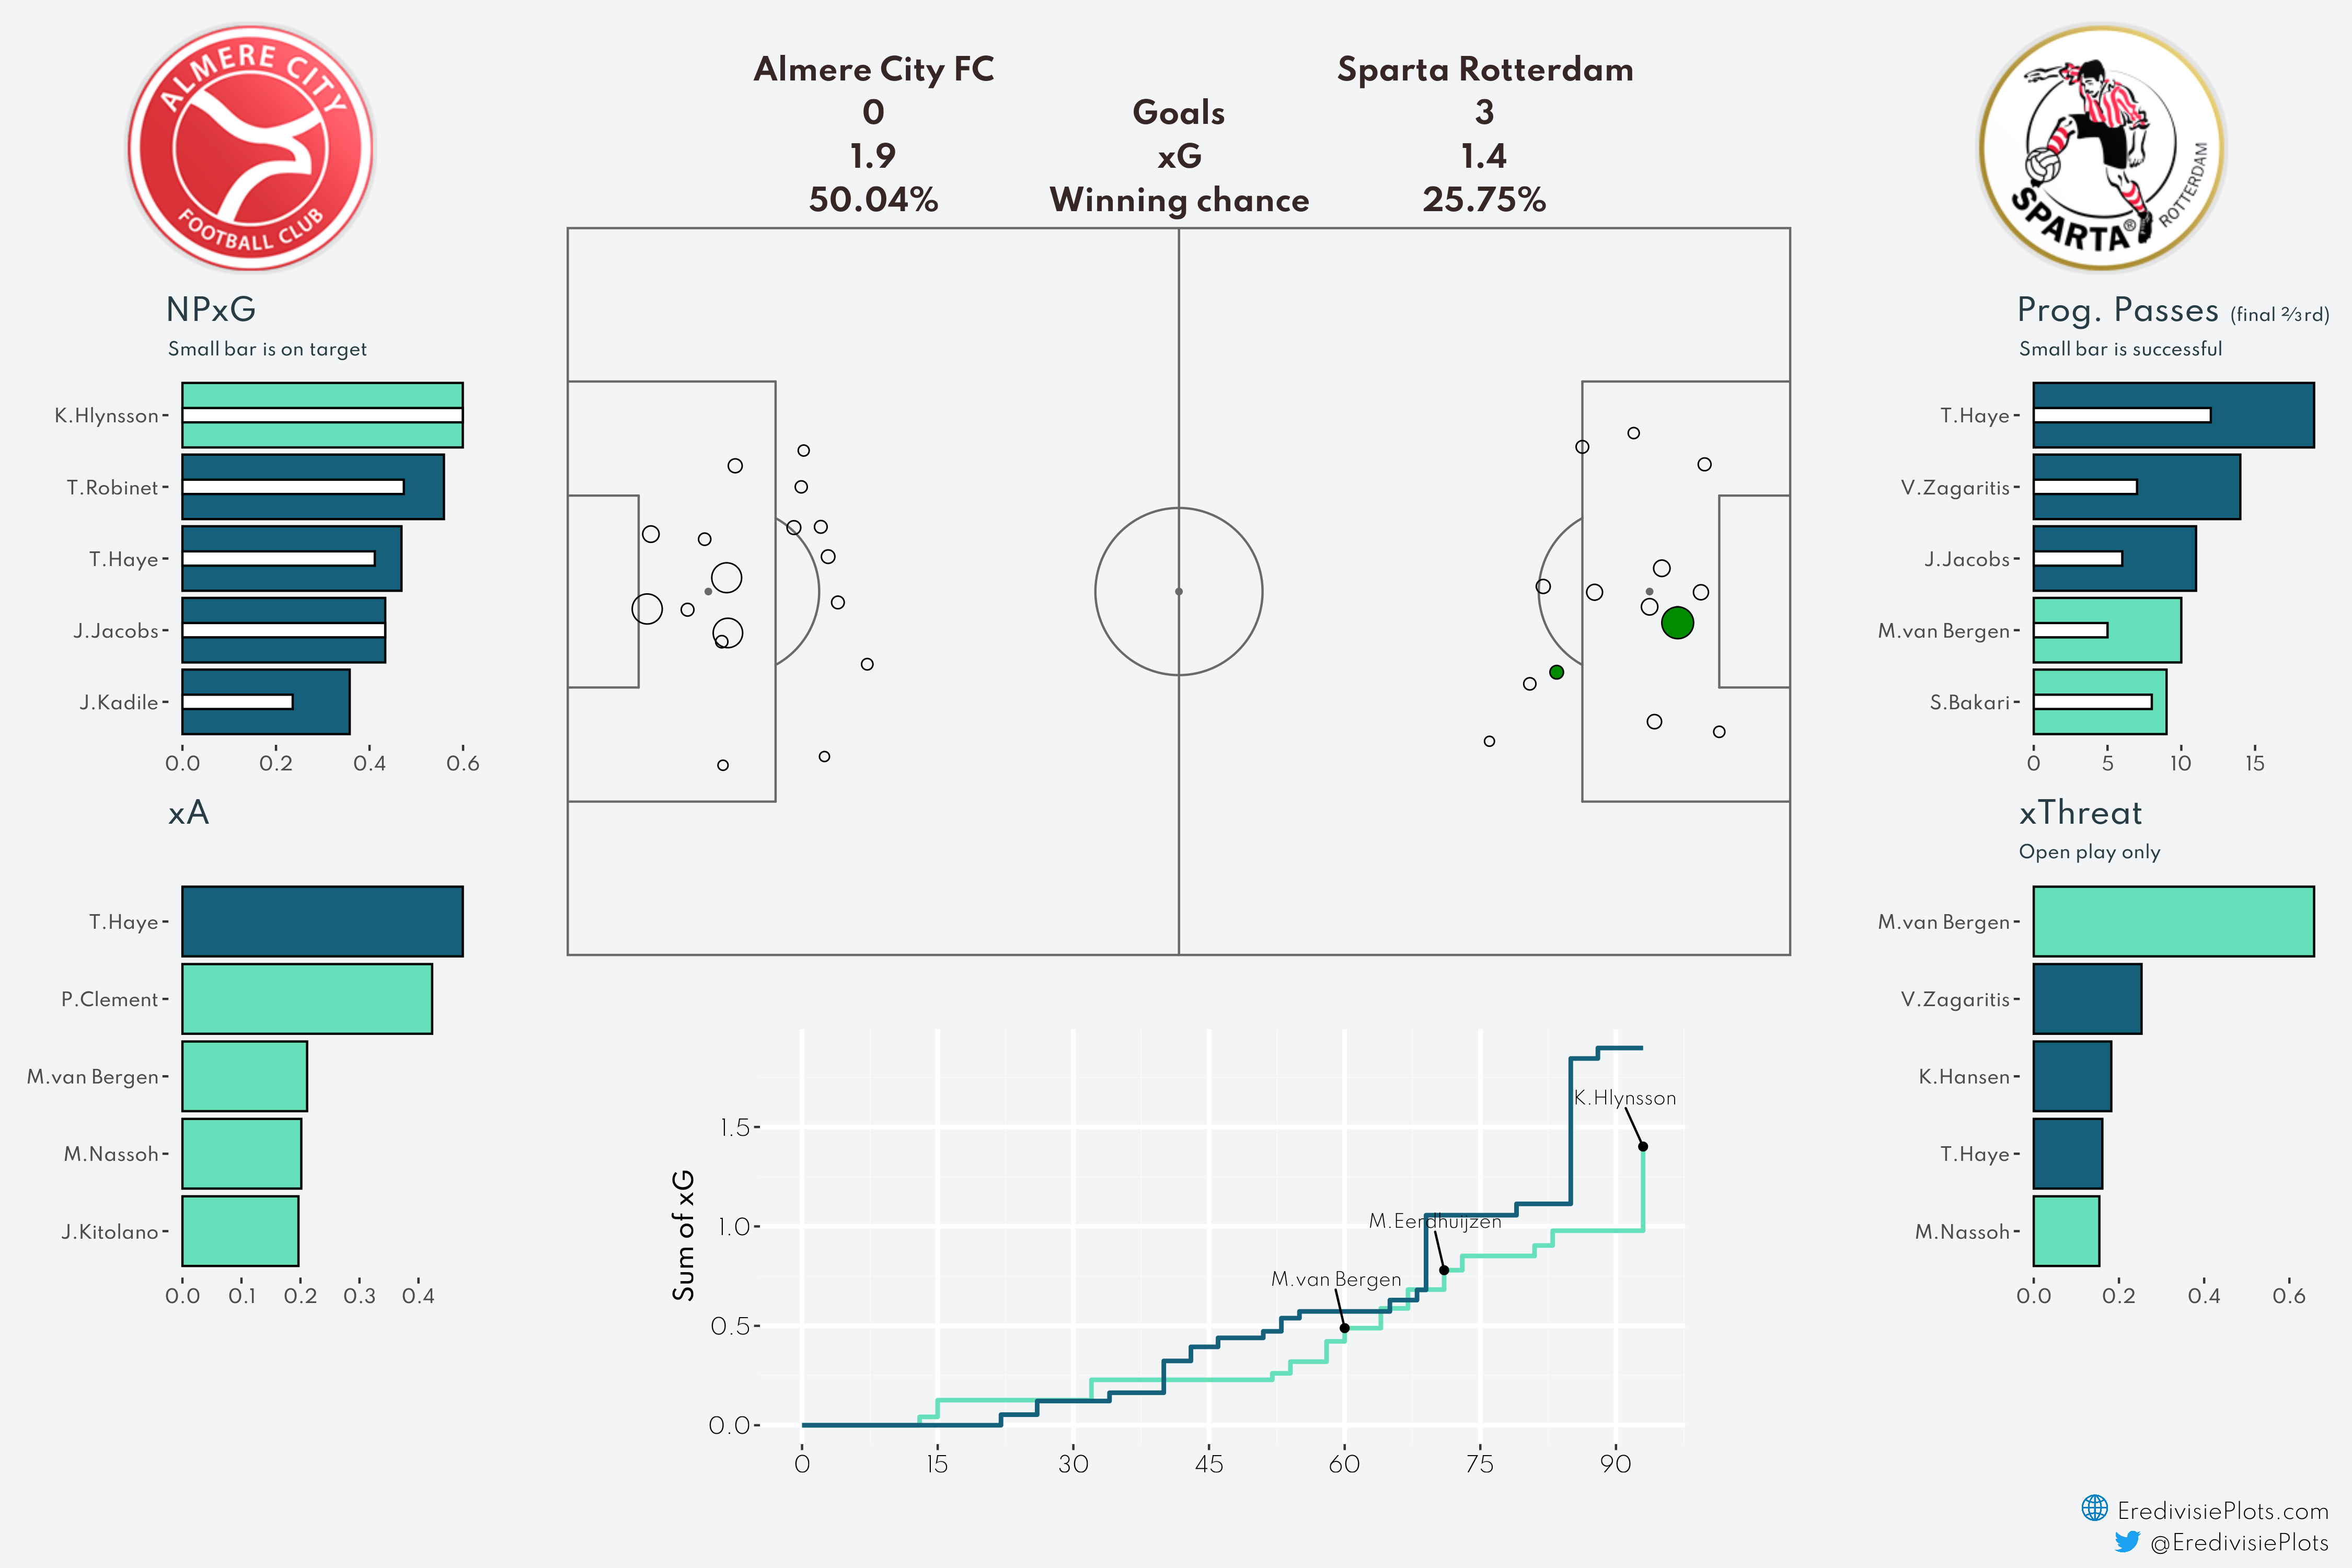 ALMERE CITY
FOOTBALL CLUB
Almere City FC Sparta Rotterdam
0 Goals 3
1.9 xG 1.4
50.04% Winning chance 25.75%
SPARTA®
ROTTERDAM
NPxG
Small bar is on target
K.Hlynsson
T.Robinet
T.Haye
J.Jacobs
J.Kadile
0.0 0.2 0.4 0.6
xA
T.Haye
P.Clement
M.van Bergen
M.Nassoh
J.Kitolano
0.0 0.1 0.2 0.3 0.4
Sum of xG
1.5
1.0
0.5
0.0
K.Hlynsson
M.Eerdhuijzen
M.van Bergen
0 15 30 45 60 75 90
Prog. Passes (final ⅔rd)
Small bar is successful
T.Haye
V.Zagaritis
J.Jacobs
M.van Bergen
S.Bakari
0 5 10 15
xThreat
Open play only
M.van Bergen
V.Zagaritis
K.Hansen
T.Haye
M.Nassoh
0.0 0.2 0.4 0.6
EredivisiePlots.com
@EredivisiePlots